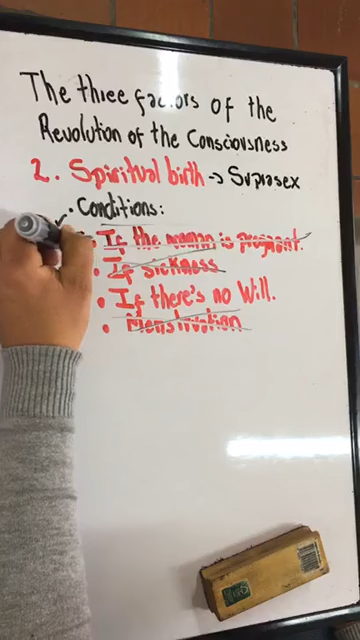 The three factors of the
Revolution of the Consciousness
2. Spiritual birth → Suprasex
• Conditions:
• If the woman is pregnant.
• If sickness
• If there's no Will.
• Menstruation